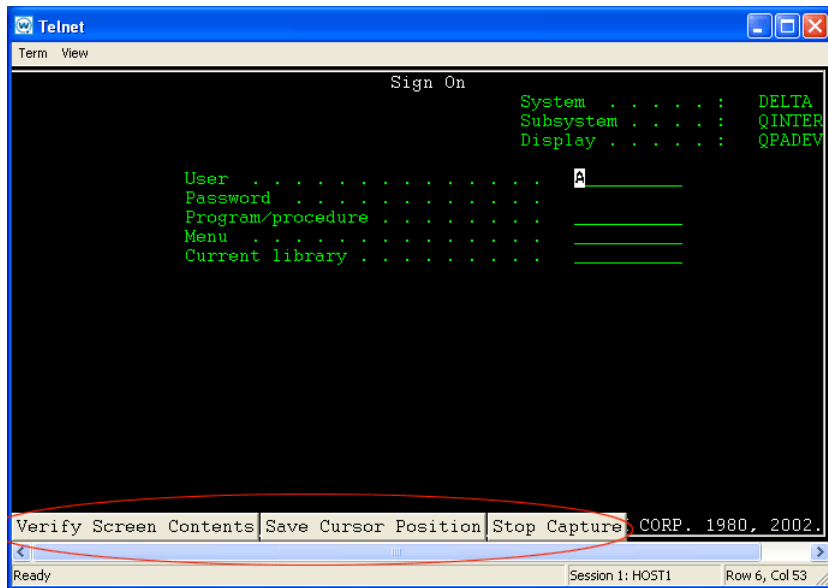 Telnet
Term View
Sign On
System . . . . . : DELTA
Subsystem . . . . : QINTER
Display . . . . . : QPADEV
User . . . . . . . . . . . . . . A
Password . . . . . . . . . . . .
Program/procedure . . . . . . . .
Menu . . . . . . . . . . . . . .
Current library . . . . . . . . .
Verify Screen Contents Save Cursor Position Stop Capture CORP. 1980, 2002.
Ready Session 1: HOST1 Row 6, Col 53